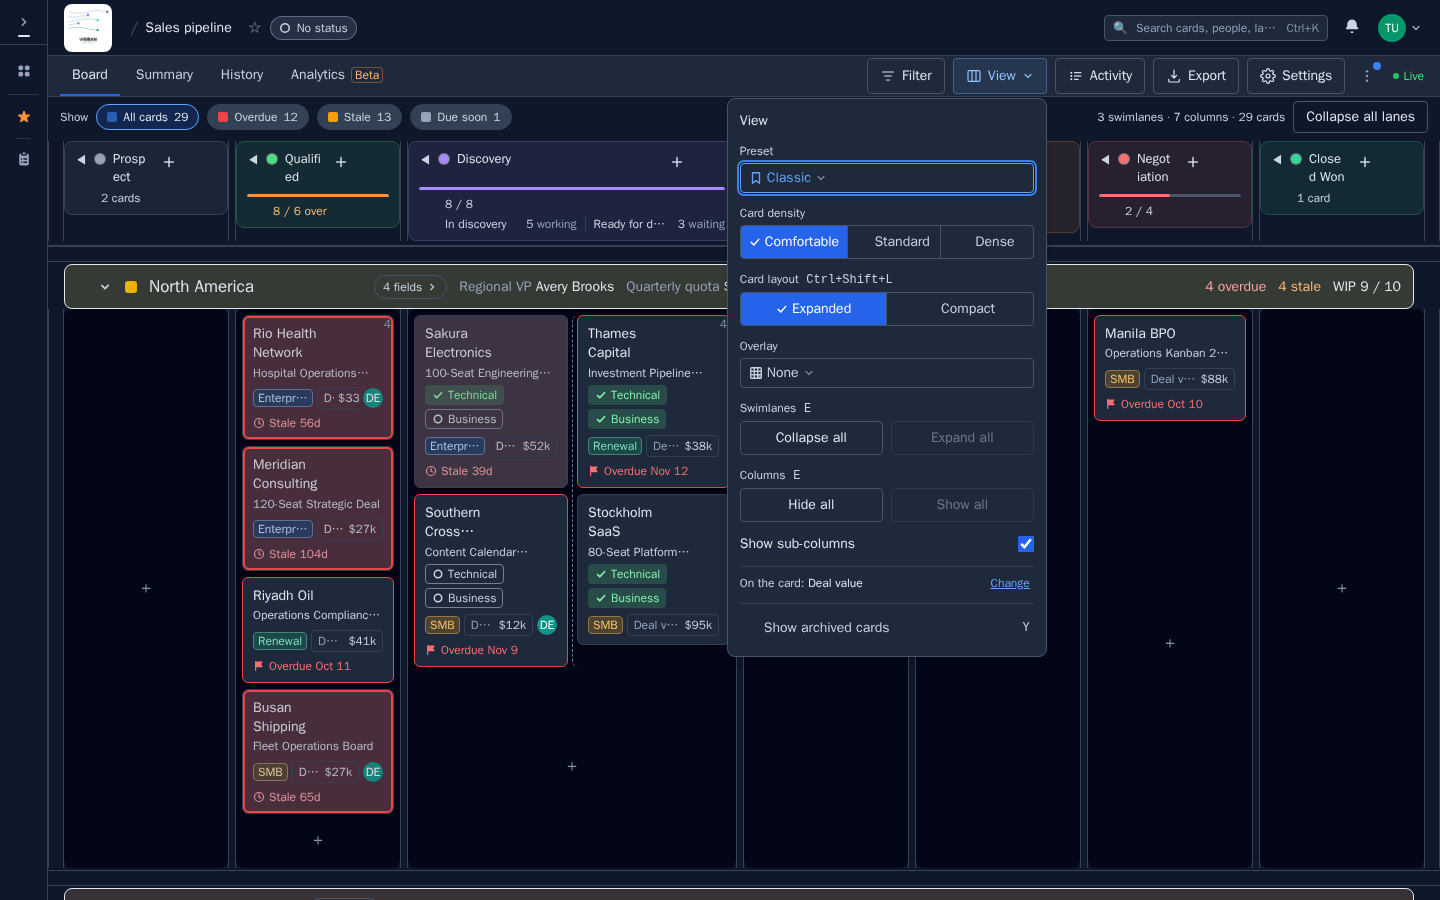 VISBAN
/ Sales pipeline
No status
Search cards, people, la··· Ctrl+K
TU
Board
Summary
History
Analytics Beta
Filter
View
Activity
Export
Settings
Live
Show
All cards 29
Overdue 12
Stale 13
Due soon 1
3 swimlanes · 7 columns · 29 cards
Collapse all lanes
Prosp
ect
2 cards
Qualifi
ed
8 / 6 over
Discovery
8 / 8
In discovery 5 working
Ready for d··· 3 waiting
Negot
iation
2 / 4
Close
d Won
1 card
North America
4 fields
Regional VP Avery Brooks
Quarterly quota
4 overdue
4 stale
WIP 9 / 10
Rio Health
Network
4
Hospital Operations···
Enterpr···
D· $33
DE
Stale 56d
Meridian
Consulting
120-Seat Strategic Deal
Enterpr···
D··· $27k
Stale 104d
Riyadh Oil
Operations Complianc···
Renewal
D··· $41k
Overdue Oct 11
Busan
Shipping
Fleet Operations Board
SMB
D··· $27k
DE
Stale 65d
Sakura
Electronics
100-Seat Engineering···
Technical
Business
Enterpr···
D··· $52k
Stale 39d
Southern
Cross···
Content Calendar···
Technical
Business
SMB
D··· $12k
DE
Overdue Nov 9
Thames
Capital
4
Investment Pipeline···
Technical
Business
Renewal
De··· $38k
Overdue Nov 12
Stockholm
SaaS
80-Seat Platform···
Technical
Business
SMB
Deal v··· $95k
Manila BPO
Operations Kanban 2···
SMB
Deal v··· $88k
Overdue Oct 10
View
Preset
Classic
Card density
Comfortable
Standard
Dense
Card layout Ctrl+Shift+L
Expanded
Compact
Overlay
None
Swimlanes E
Collapse all
Expand all
Columns E
Hide all
Show all
Show sub-columns
On the card: Deal value
Change
Show archived cards
Y